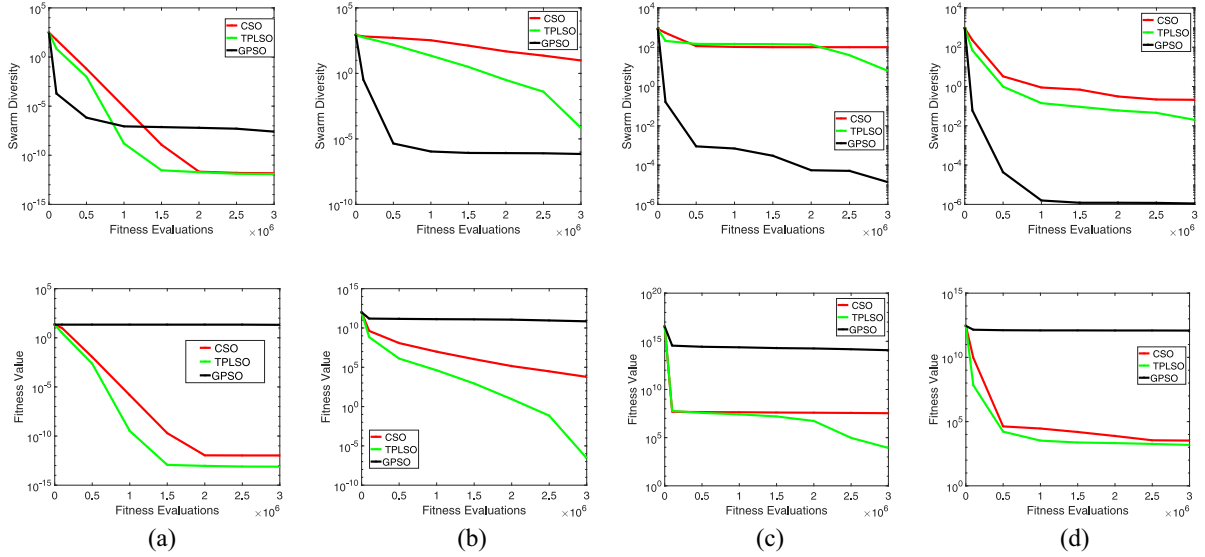 10^5
10^0
10^-5
10^-10
10^-15
Swarm Diversity
0 0.5 1 1.5 2 2.5 3
Fitness Evaluations ×10^6
CSO
TPLSO
GPSO
10^5
10^0
10^-5
10^-10
Swarm Diversity
0 0.5 1 1.5 2 2.5 3
Fitness Evaluations ×10^6
CSO
TPLSO
GPSO
10^4
10^2
10^0
10^-2
10^-4
10^-6
Swarm Diversity
0 0.5 1 1.5 2 2.5 3
Fitness Evaluations ×10^6
CSO
TPLSO
GPSO
10^4
10^2
10^0
10^-2
10^-4
10^-6
Swarm Diversity
0 0.5 1 1.5 2 2.5 3
Fitness Evaluations ×10^6
CSO
TPLSO
GPSO
10^5
10^0
10^-5
10^-10
10^-15
Fitness Value
0 0.5 1 1.5 2 2.5 3
Fitness Evaluations ×10^6
CSO
TPLSO
GPSO
(a)
10^15
10^10
10^5
10^0
10^-5
10^-10
Fitness Value
0 0.5 1 1.5 2 2.5 3
Fitness Evaluations ×10^6
CSO
TPLSO
GPSO
(b)
10^20
10^15
10^10
10^5
10^0
Fitness Value
0 0.5 1 1.5 2 2.5 3
Fitness Evaluations ×10^6
CSO
TPLSO
GPSO
(c)
10^15
10^10
10^5
10^0
Fitness Value
0 0.5 1 1.5 2 2.5 3
Fitness Evaluations ×10^6
CSO
TPLSO
GPSO
(d)